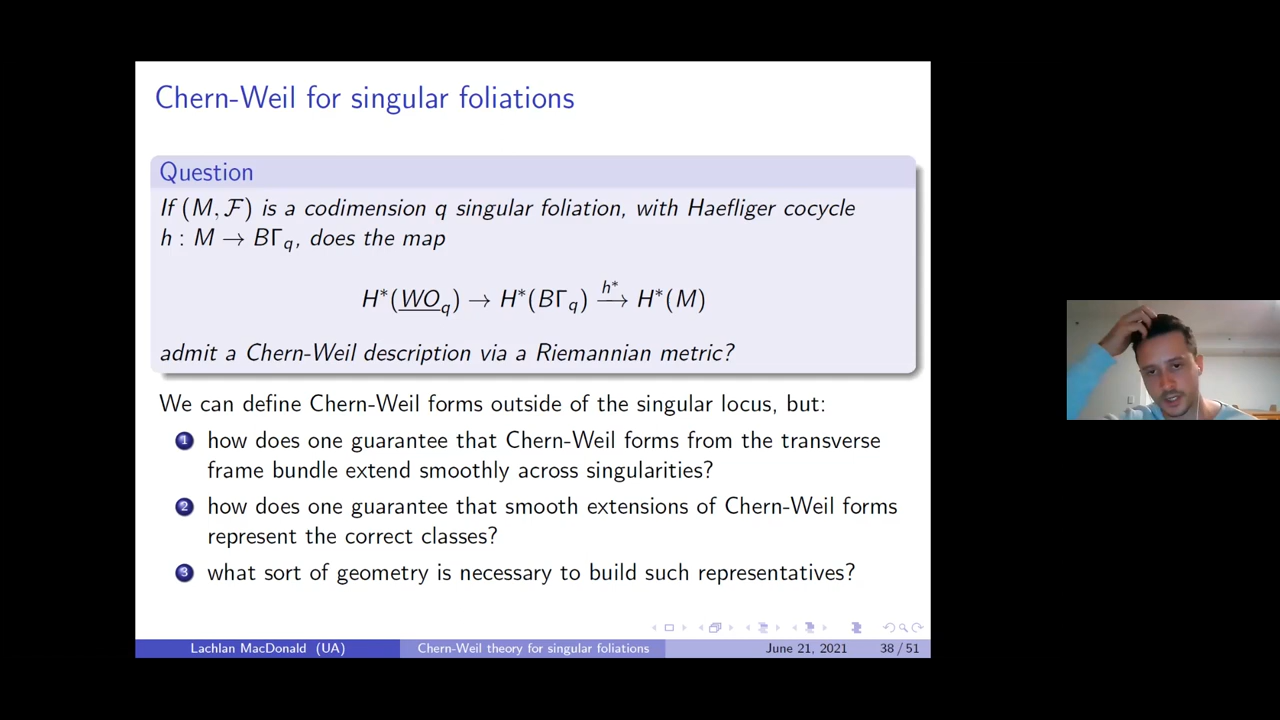 Chern-Weil for singular foliations
Question
If (M, ℱ) is a codimension q singular foliation, with Haefliger cocycle
h : M → BΓ_q, does the map
H*(WO_q) → H*(BΓ_q) →^{h*} H*(M)
admit a Chern-Weil description via a Riemannian metric?
We can define Chern-Weil forms outside of the singular locus, but:
1 how does one guarantee that Chern-Weil forms from the transverse
frame bundle extend smoothly across singularities?
2 how does one guarantee that smooth extensions of Chern-Weil forms
represent the correct classes?
3 what sort of geometry is necessary to build such representatives?
Lachlan MacDonald (UA) Chern-Weil theory for singular foliations June 21, 2021 38 / 51